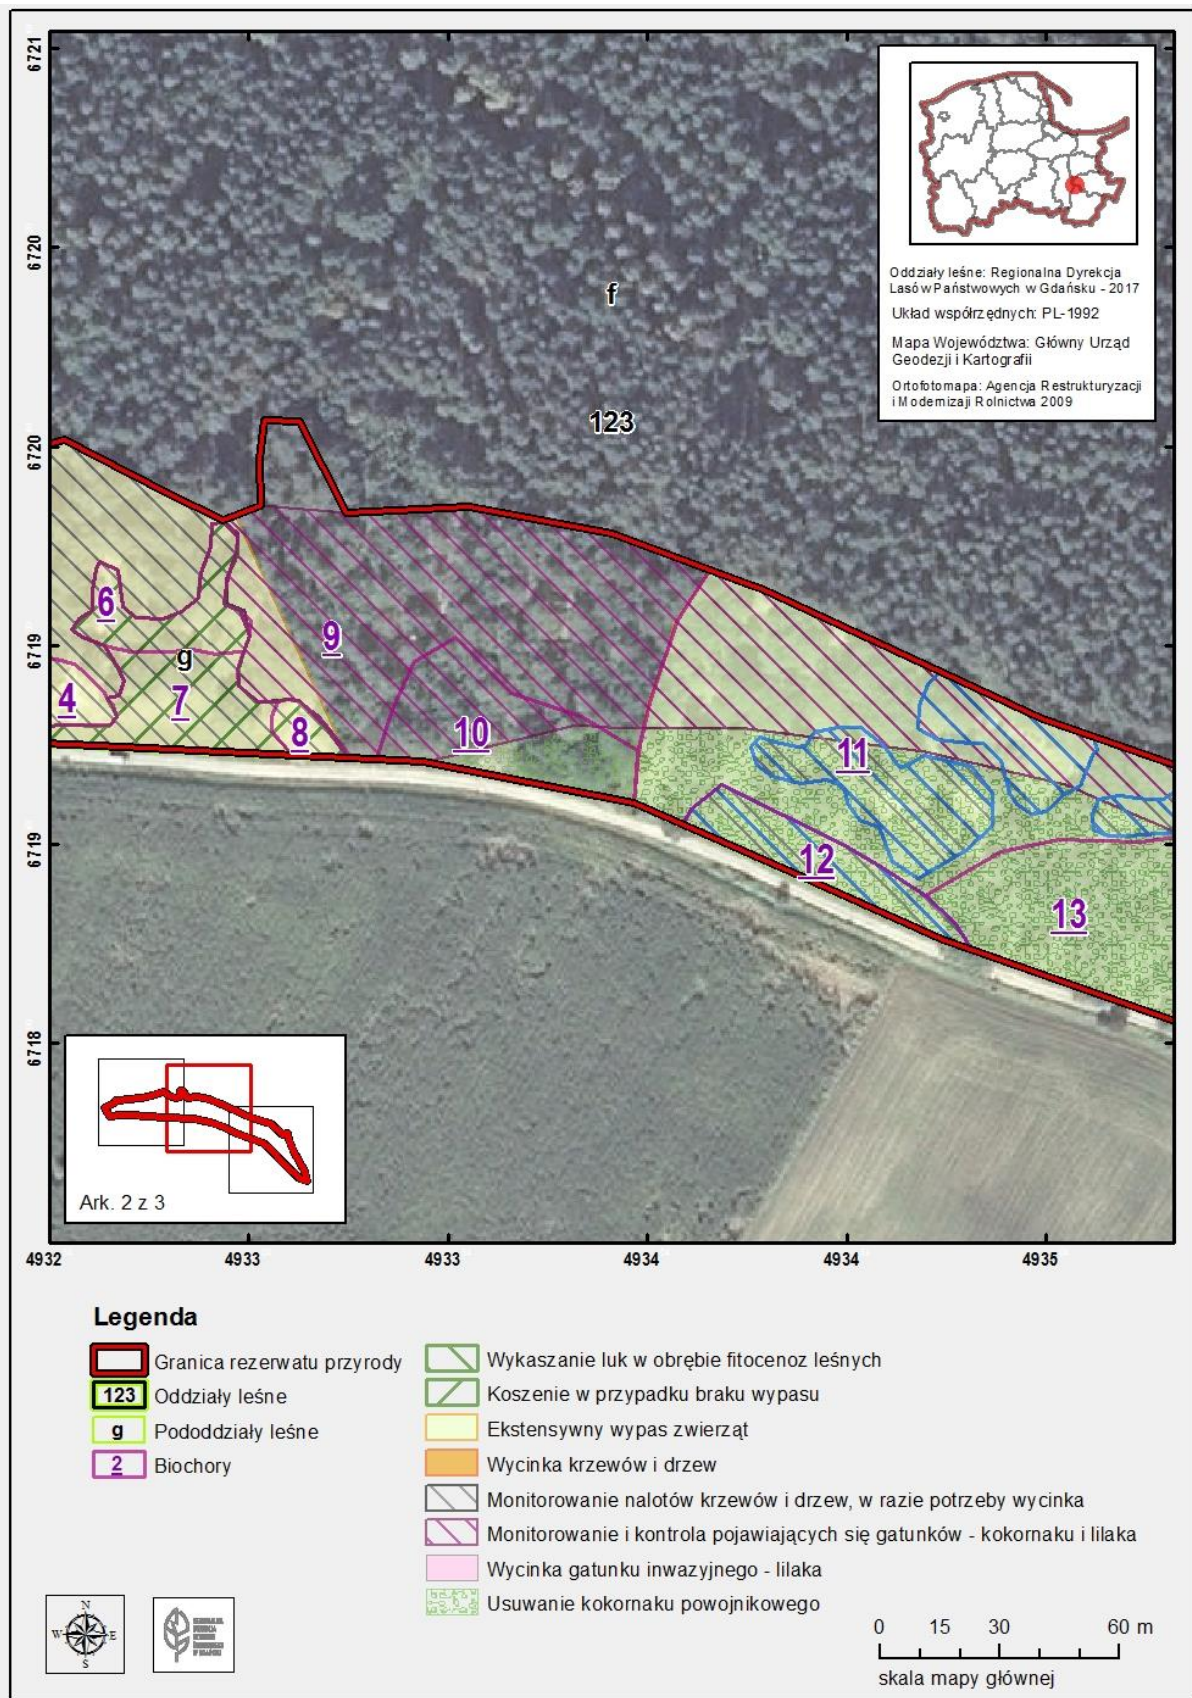 6721
6720
6720
6719
6719
6718
Oddziały leśne: Regionalna Dyrekcja
Lasów Państwowych w Gdańsku - 2017
Układ współrzędnych: PL-1992
Mapa Województwa: Główny Urząd
Geodezji i Kartografii
Ortofotomapa: Agencja Restrukturyzacji
i Modernizaji Rolnictwa 2009
f
123
6
9
g
4
7
8
10
11
12
13
Ark. 2 z 3
4932
4933
4933
4934
4934
4935
Legenda
Granica rezerwatu przyrody
123 Oddziały leśne
g Pododdziały leśne
2 Biochory
Wykaszanie luk w obrębie fitocenoz leśnych
Koszenie w przypadku braku wypasu
Ekstensywny wypas zwierząt
Wycinka krzewów i drzew
Monitorowanie nalotów krzewów i drzew, w razie potrzeby wycinka
Monitorowanie i kontrola pojawiających się gatunków - kokornaku i lilaka
Wycinka gatunku inwazyjnego - lilaka
Usuwanie kokornaku powojnikowego
N
W E
S
0 15 30 60 m
skala mapy głównej